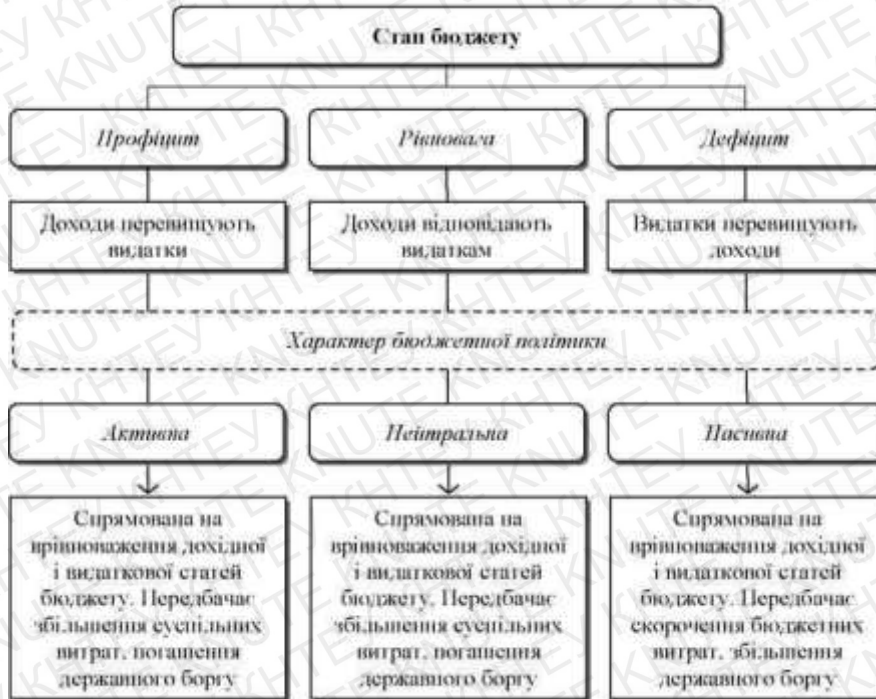 Стан бюджету
Профіцит
Рівновага
Дефіцит
Доходи перевищують
видатки
Доходи відповідають
видаткам
Видатки перевищують
доходи
Характер бюджетної політики
Активна
Нейтральна
Пасивна
Спрямована на
врівноваження дохідної
і видаткової статей
бюджету. Передбачає
збільшення суспільних
витрат, погашення
державного боргу
Спрямована на
врівноваження дохідної
і видаткової статей
бюджету. Передбачає
збільшення суспільних
витрат, погашення
державного боргу
Спрямована на
врівноваження дохідної
і видаткової статей
бюджету. Передбачає
скорочення бюджетних
витрат, збільшення
державного боргу
KNUTE КНТЕУ